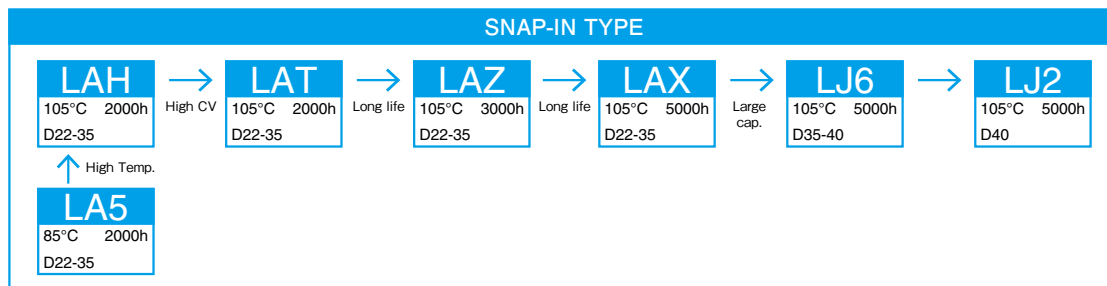 SNAP-IN TYPE
LAH
105°C 2000h
D22-35
High CV
LAT
105°C 2000h
D22-35
Long life
LAZ
105°C 3000h
D22-35
Long life
LAX
105°C 5000h
D22-35
Large
cap.
LJ6
105°C 5000h
D35-40
LJ2
105°C 5000h
D40
High Temp.
LA5
85°C 2000h
D22-35